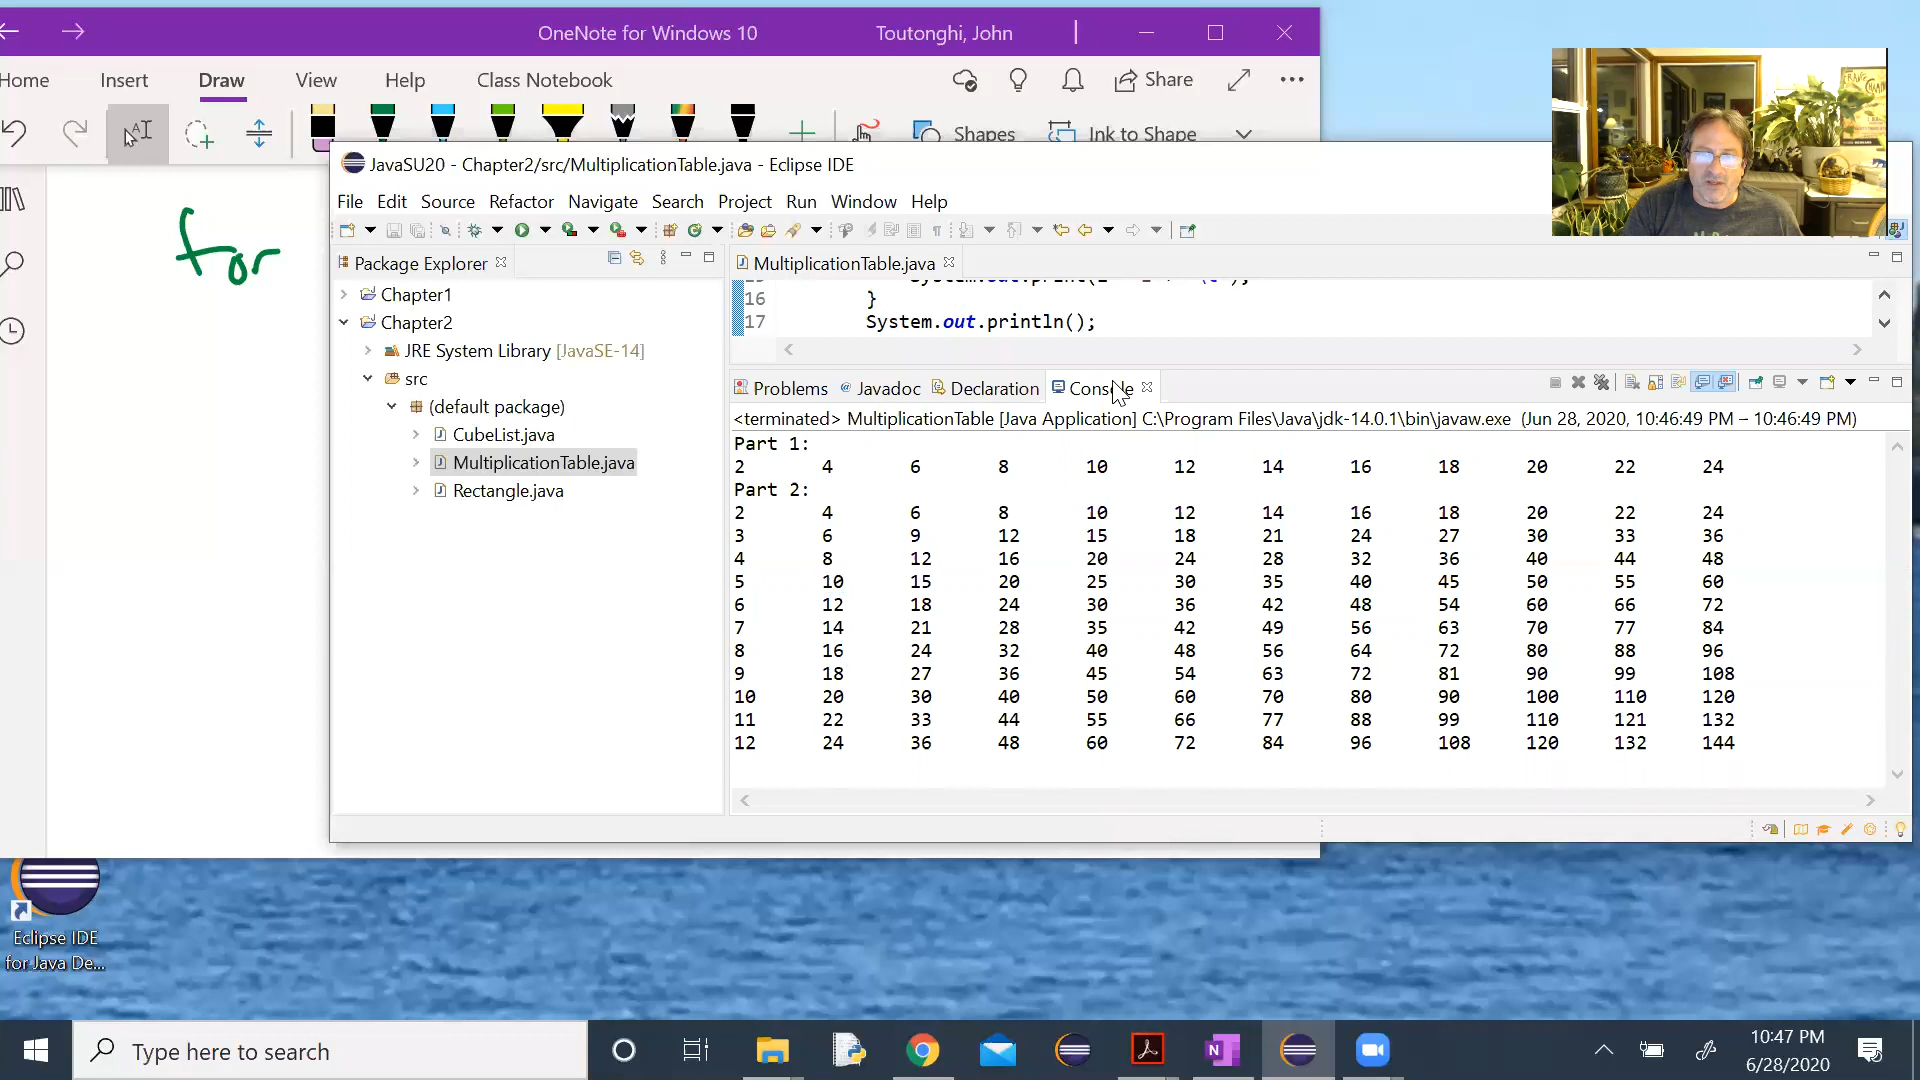 OneNote for Windows 10 Toutonghi, John
Home Insert Draw View Help Class Notebook Share
Shapes Ink to Shape
for
JavaSU20 - Chapter2/src/MultiplicationTable.java - Eclipse IDE
File Edit Source Refactor Navigate Search Project Run Window Help
Package Explorer
Chapter1
Chapter2
JRE System Library [JavaSE-14]
src
(default package)
CubeList.java
MultiplicationTable.java
Rectangle.java
MultiplicationTable.java
16 }
17 System.out.println();
Problems @ Javadoc Declaration Console
<terminated> MultiplicationTable [Java Application] C:\Program Files\Java\jdk-14.0.1\bin\javaw.exe (Jun 28, 2020, 10:46:49 PM – 10:46:49 PM)
Part 1:
2 4 6 8 10 12 14 16 18 20 22 24
Part 2:
2 4 6 8 10 12 14 16 18 20 22 24
3 6 9 12 15 18 21 24 27 30 33 36
4 8 12 16 20 24 28 32 36 40 44 48
5 10 15 20 25 30 35 40 45 50 55 60
6 12 18 24 30 36 42 48 54 60 66 72
7 14 21 28 35 42 49 56 63 70 77 84
8 16 24 32 40 48 56 64 72 80 88 96
9 18 27 36 45 54 63 72 81 90 99 108
10 20 30 40 50 60 70 80 90 100 110 120
11 22 33 44 55 66 77 88 99 110 121 132
12 24 36 48 60 72 84 96 108 120 132 144
Eclipse IDE
for Java De...
Type here to search
10:47 PM
6/28/2020